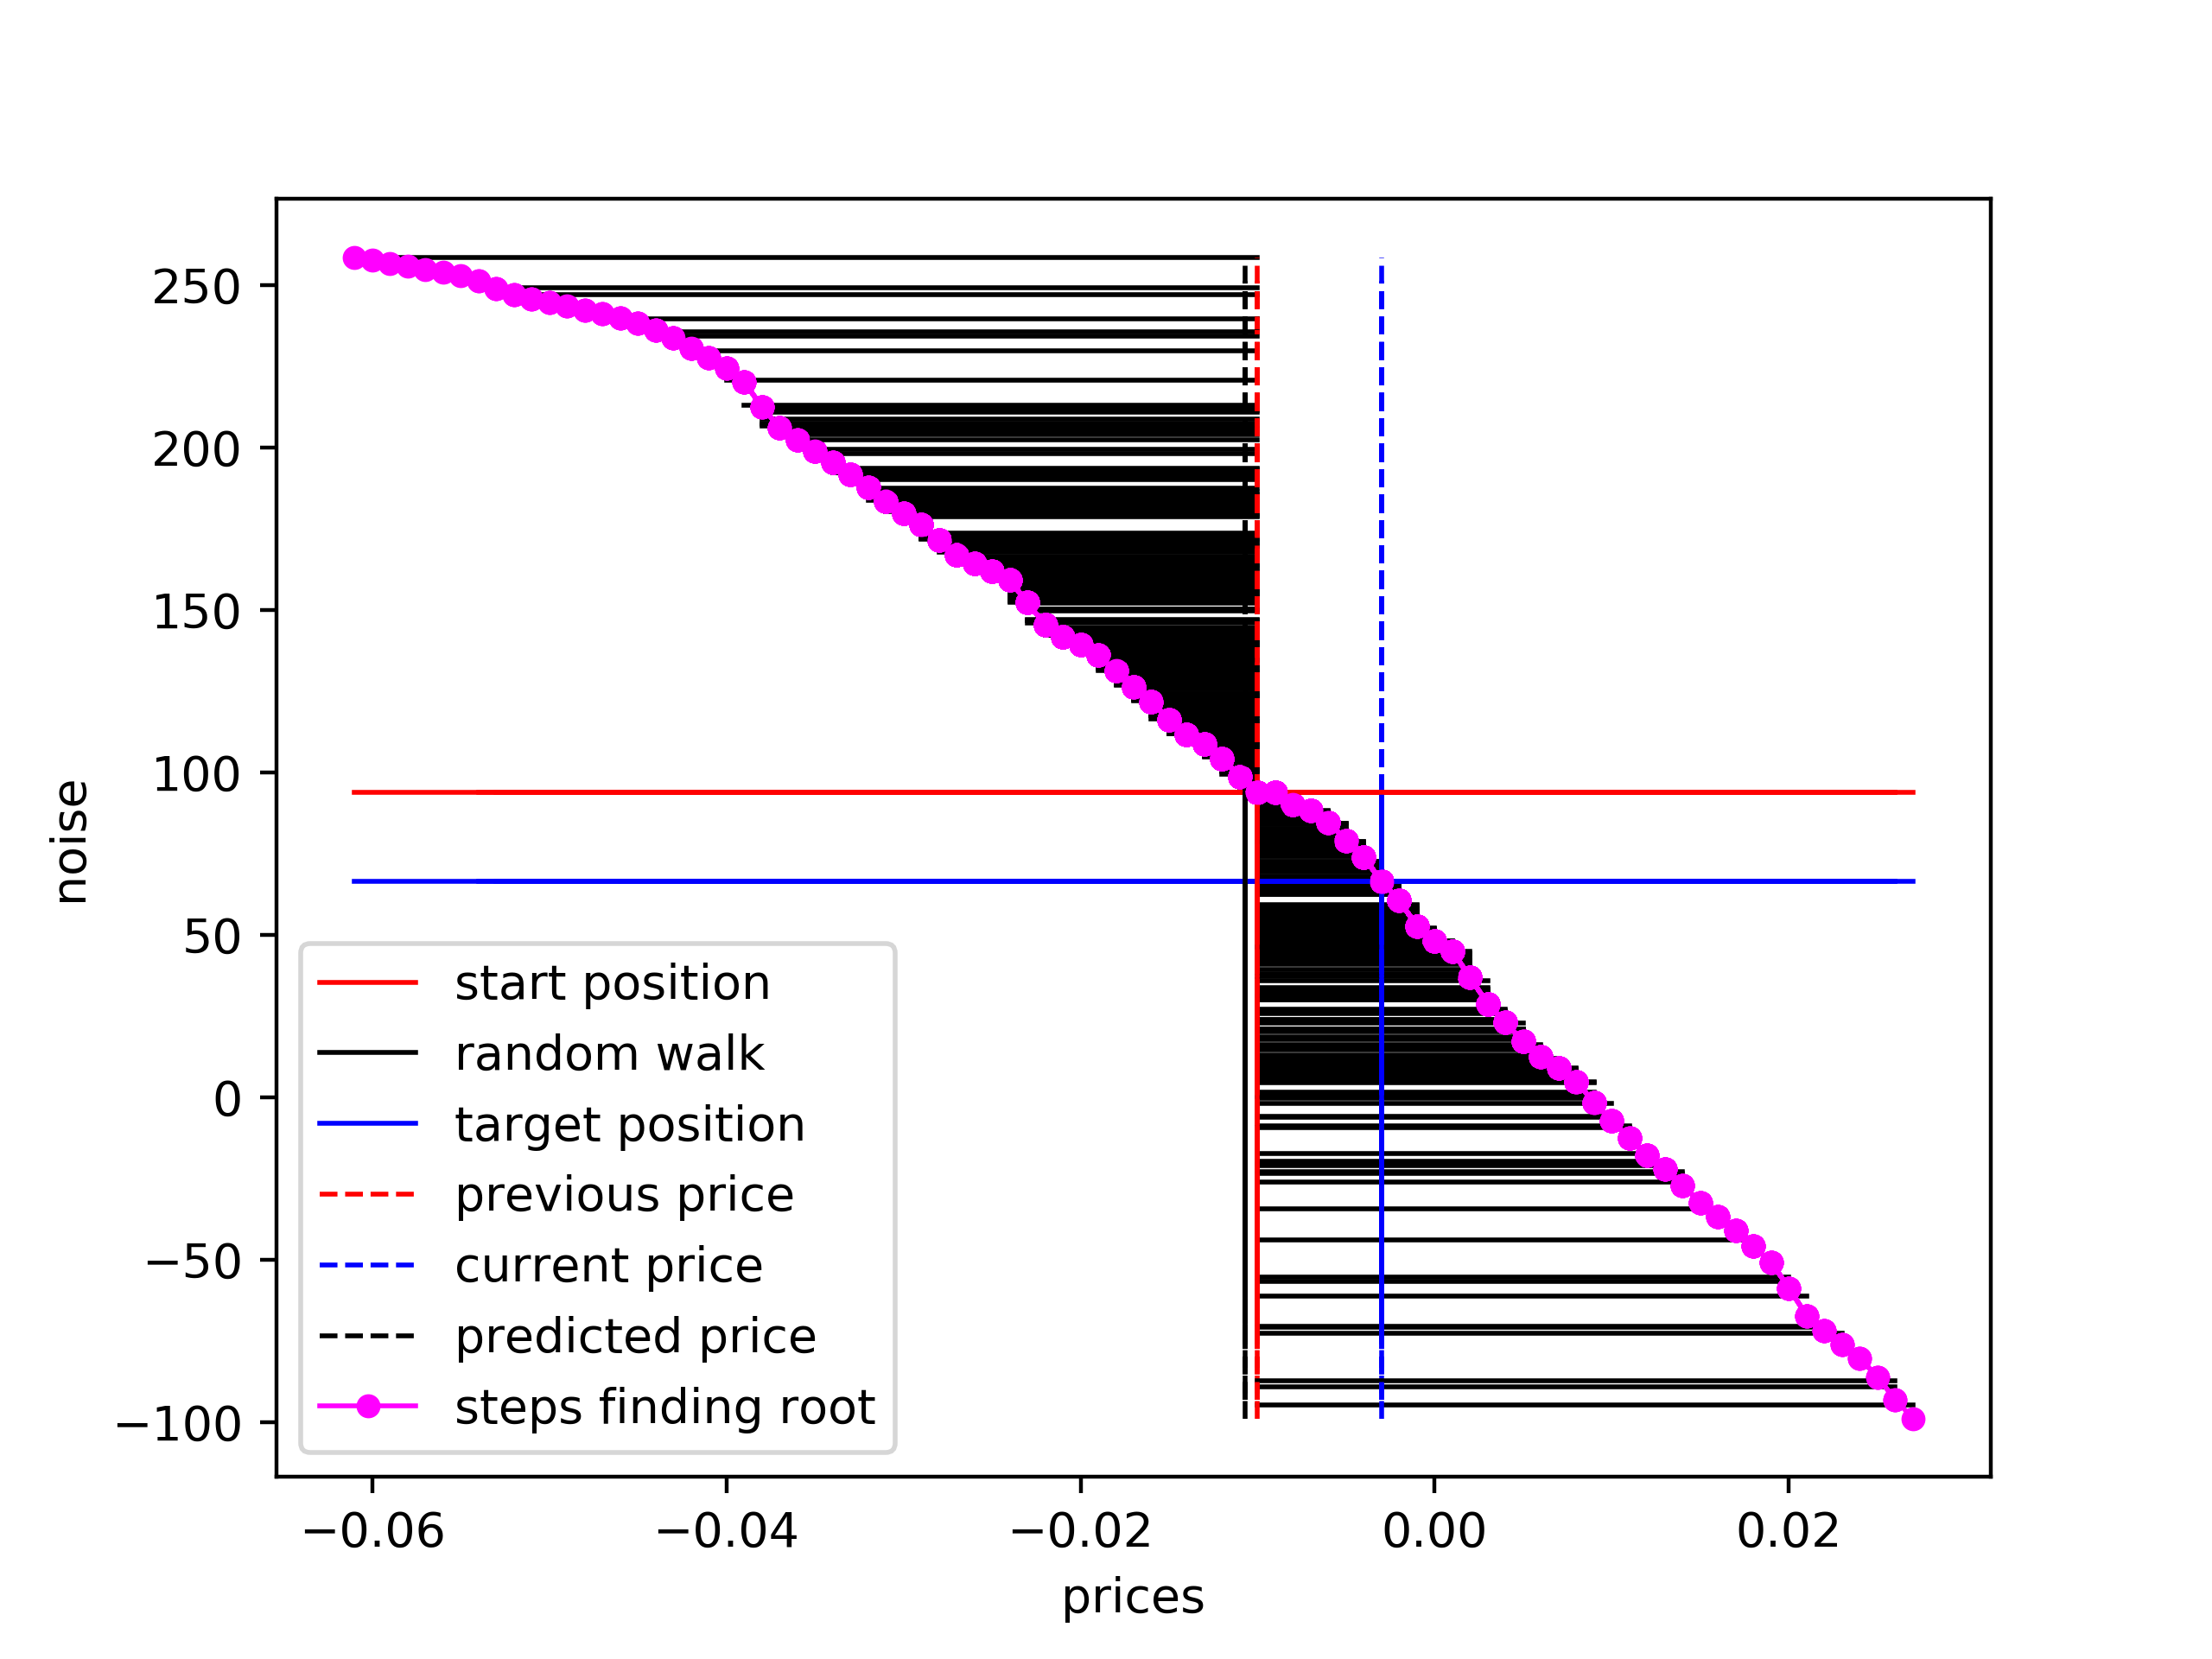 250
200
150
100
50
0
−50
−100
noise
start position
random walk
target position
previous price
current price
predicted price
steps finding root
−0.06 −0.04 −0.02 0.00 0.02
prices